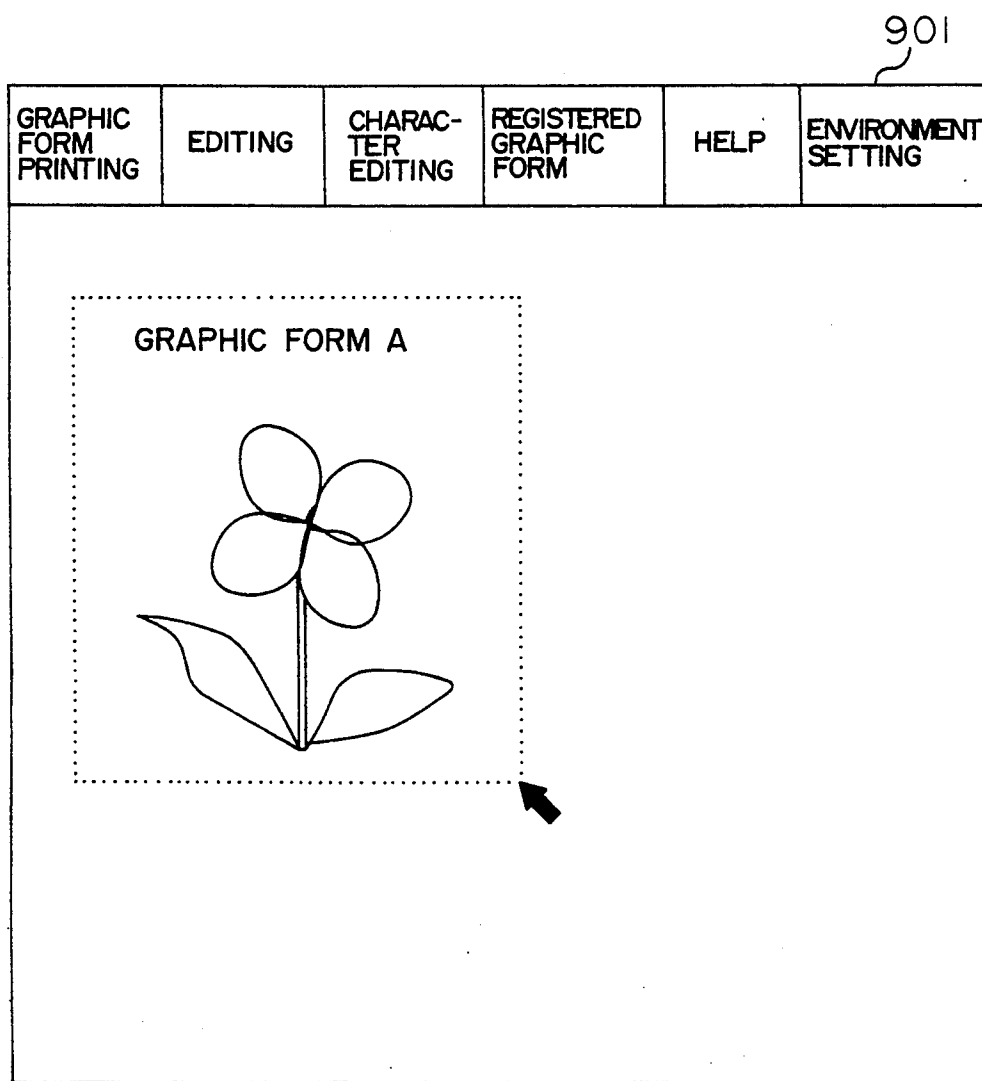 901
GRAPHIC
FORM
PRINTING
EDITING
CHARAC-
TER
EDITING
REGISTERED
GRAPHIC
FORM
HELP
ENVIRONMENT
SETTING
GRAPHIC FORM A